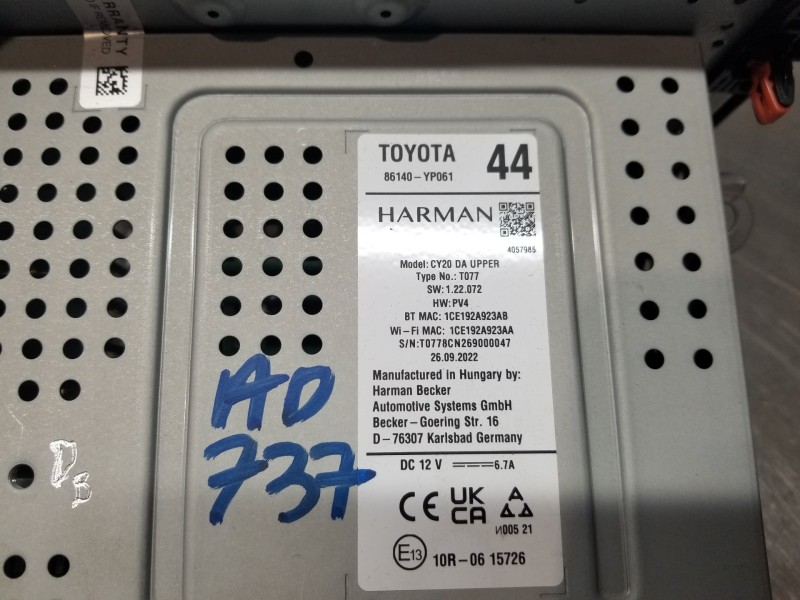 WARRANTY
TOYOTA 44
86140-YP061
HARMAN
4057985
Model: CY20 DA UPPER
Type No.: T077
SW: 1.22.072
HW: PV4
BT MAC: 1CE192A923AB
Wi-Fi MAC: 1CE192A923AA
S/N:T0778CN269000047
26.09.2022
Manufactured in Hungary by:
Harman Becker
Automotive Systems GmbH
Becker-Goering Str. 16
D-76307 Karlsbad Germany
DC 12 V 6.7A
CE UK CA
И005 21
E13 10R-06 15726
AD
737
DB